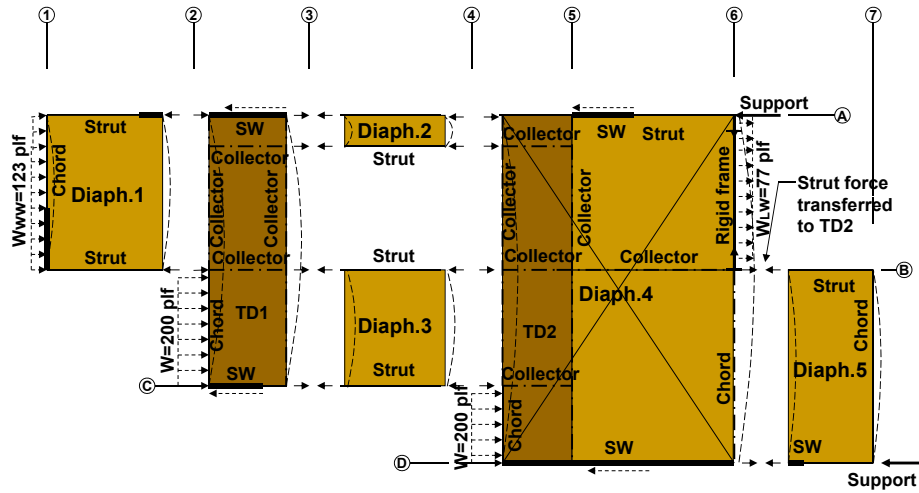 1 2 3 4 5 6 7
Support
A
Strut
SW
Diaph.2
Collector
SW
Strut
Collector
Strut
Www=123 plf
Chord
Diaph.1
Collector
Collector
Collector
Collector
Rigid frame
WLW=77 plf
Strut force
transferred
to TD2
Strut
Collector
Strut
Collector
Collector
B
W=200 plf
Chord
TD1
Diaph.3
TD2
Diaph.4
Chord
Strut
Chord
Diaph.5
C
SW
Strut
Collector
W=200 plf
Chord
SW
D
SW
Support